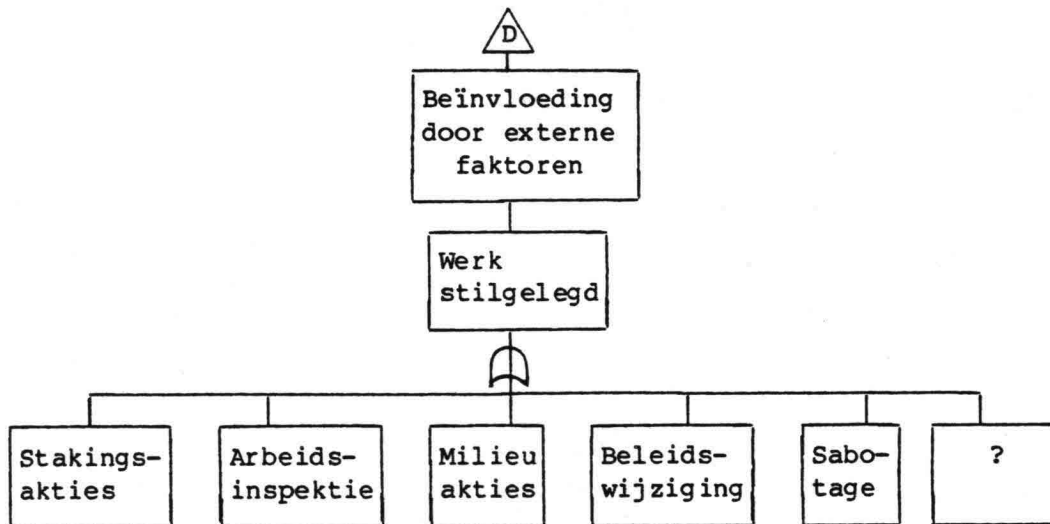 D
Beïnvloeding
door externe
faktoren
Werk
stilgelegd
Stakings-
akties
Arbeids-
inspektie
Milieu
akties
Beleids-
wijziging
Sabo-
tage
?